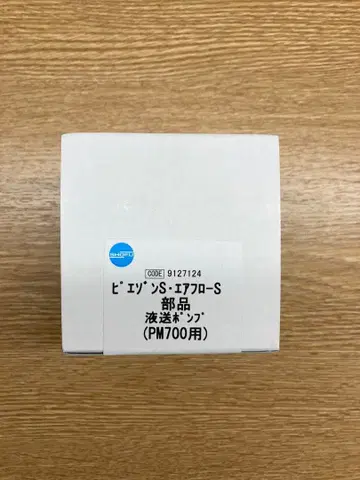 SHOFU
CODE 9127124
ﾋﾟｴｿﾞﾝS･ｴｱﾌﾛｰS
部品
液送ﾎﾟﾝﾌﾟ
(PM700用)